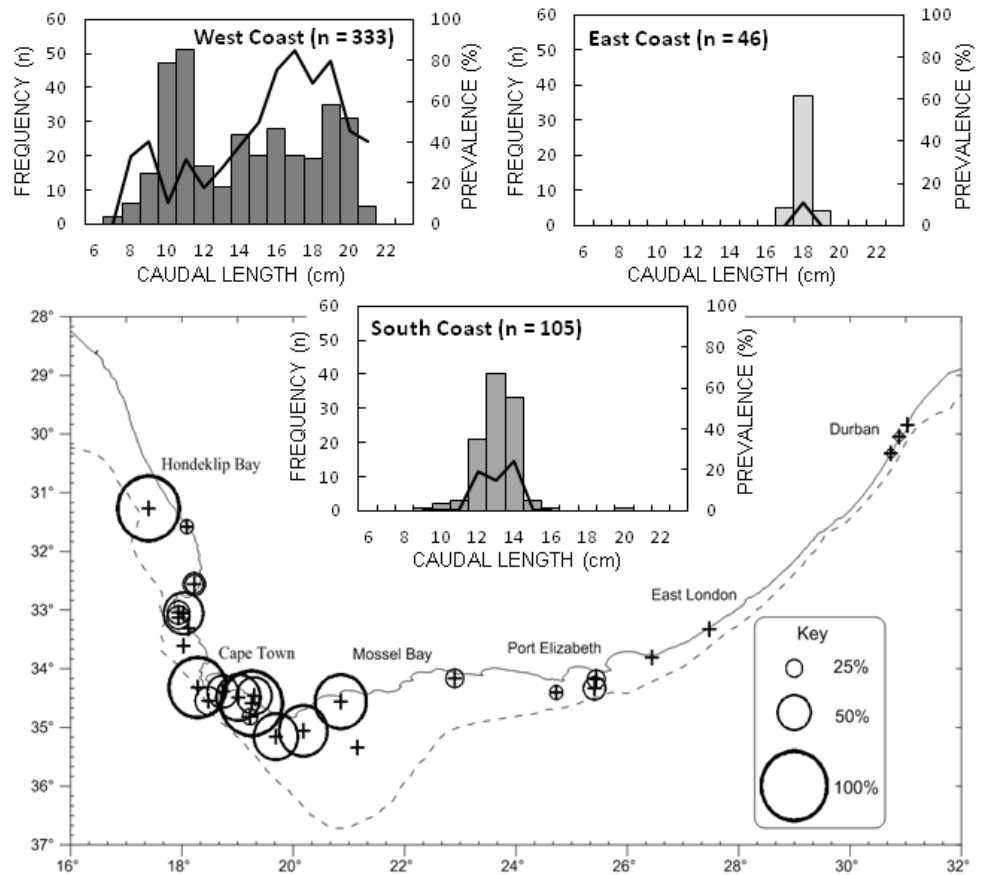 West Coast (n = 333)
FREQUENCY (n)
60
50
40
30
20
10
0
100
80
60
40
20
0
PREVALENCE (%)
6 8 10 12 14 16 18 20 22
CAUDAL LENGTH (cm)
East Coast (n = 46)
FREQUENCY (n)
60
50
40
30
20
10
0
100
80
60
40
20
0
PREVALENCE (%)
6 8 10 12 14 16 18 20 22
CAUDAL LENGTH (cm)
South Coast (n = 105)
FREQUENCY (n)
60
50
40
30
20
10
0
100
80
60
40
20
0
PREVALENCE (%)
6 8 10 12 14 16 18 20 22
CAUDAL LENGTH (cm)
28°
29°
30°
31°
32°
33°
34°
35°
36°
37°
Hondeklip Bay
Durban
East London
Cape Town
Mossel Bay
Port Elizabeth
Key
25%
50%
100%
16° 18° 20° 22° 24° 26° 28° 30° 32°